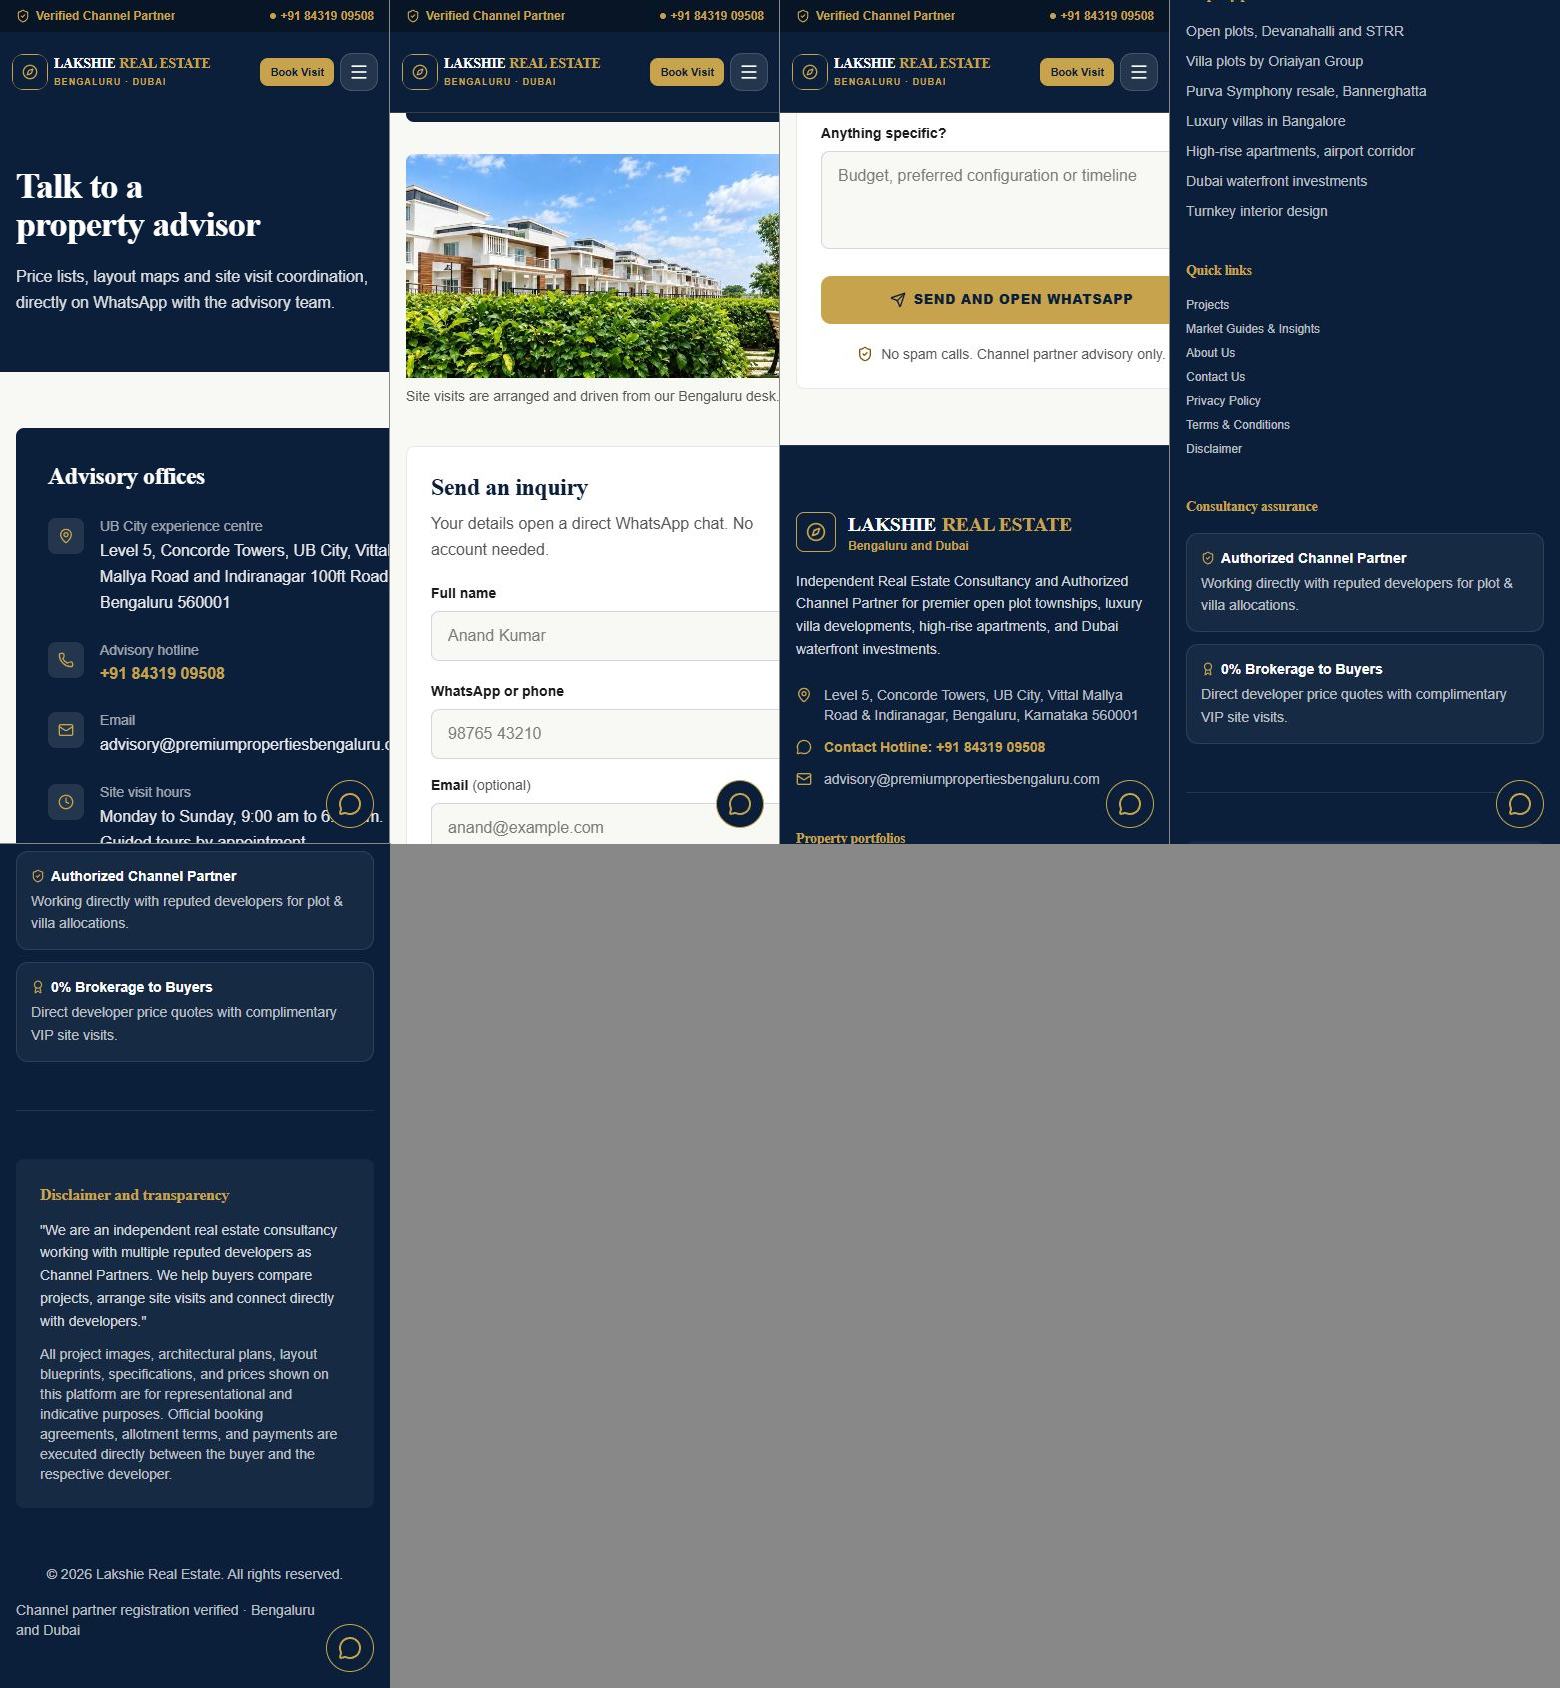 Verified Channel Partner
+91 84319 09508
LAKSHIE REAL ESTATE
BENGALURU · DUBAI
Book Visit
Talk to a
property advisor
Price lists, layout maps and site visit coordination,
directly on WhatsApp with the advisory team.
Advisory offices
UB City experience centre
Level 5, Concorde Towers, UB City, Vittal
Mallya Road and Indiranagar 100ft Road
Bengaluru 560001
Advisory hotline
+91 84319 09508
Email
advisory@premiumpropertiesbengaluru.c
Site visit hours
Monday to Sunday, 9:00 am to 6
Guided tours by appointment
Verified Channel Partner
+91 84319 09508
LAKSHIE REAL ESTATE
BENGALURU · DUBAI
Book Visit
Site visits are arranged and driven from our Bengaluru desk.
Send an inquiry
Your details open a direct WhatsApp chat. No
account needed.
Full name
Anand Kumar
WhatsApp or phone
98765 43210
Email (optional)
anand@example.com
Verified Channel Partner
+91 84319 09508
LAKSHIE REAL ESTATE
BENGALURU · DUBAI
Book Visit
Anything specific?
Budget, preferred configuration or timeline
SEND AND OPEN WHATSAPP
No spam calls. Channel partner advisory only.
LAKSHIE REAL ESTATE
Bengaluru and Dubai
Independent Real Estate Consultancy and Authorized
Channel Partner for premier open plot townships, luxury
villa developments, high-rise apartments, and Dubai
waterfront investments.
Level 5, Concorde Towers, UB City, Vittal Mallya
Road & Indiranagar, Bengaluru, Karnataka 560001
Contact Hotline: +91 84319 09508
advisory@premiumpropertiesbengaluru.com
Property portfolios
Open plots, Devanahalli and STRR
Villa plots by Oriaiyan Group
Purva Symphony resale, Bannerghatta
Luxury villas in Bangalore
High-rise apartments, airport corridor
Dubai waterfront investments
Turnkey interior design
Quick links
Projects
Market Guides & Insights
About Us
Contact Us
Privacy Policy
Terms & Conditions
Disclaimer
Consultancy assurance
Authorized Channel Partner
Working directly with reputed developers for plot &
villa allocations.
0% Brokerage to Buyers
Direct developer price quotes with complimentary
VIP site visits.
Authorized Channel Partner
Working directly with reputed developers for plot &
villa allocations.
0% Brokerage to Buyers
Direct developer price quotes with complimentary
VIP site visits.
Disclaimer and transparency
"We are an independent real estate consultancy
working with multiple reputed developers as
Channel Partners. We help buyers compare
projects, arrange site visits and connect directly
with developers."
All project images, architectural plans, layout
blueprints, specifications, and prices shown on
this platform are for representational and
indicative purposes. Official booking
agreements, allotment terms, and payments are
executed directly between the buyer and the
respective developer.
© 2026 Lakshie Real Estate. All rights reserved.
Channel partner registration verified · Bengaluru
and Dubai